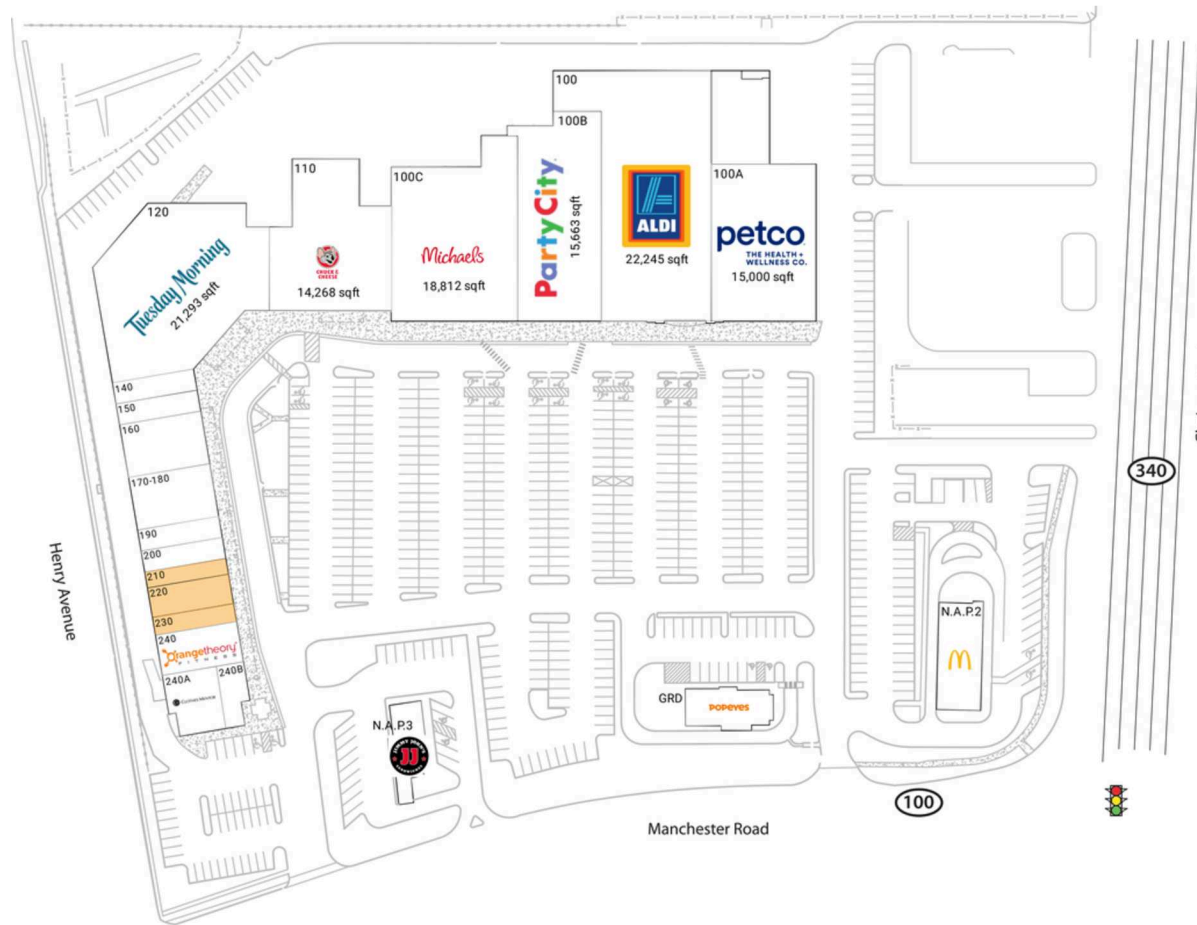 100
100B
110
100C
100A
120
Tuesday Morning
21,293 sqft
CHUCK E.
CHEESE
14,268 sqft
Michaels
18,812 sqft
Party City
15,663 sqft
ALDI
22,245 sqft
petco
THE HEALTH +
WELLNESS CO.
15,000 sqft
140
150
160
170-180
190
200
210
220
230
240
Orangetheory
FITNESS
240A
240B
Henry Avenue
340
N.A.P.2
GRD
POPEYES
N.A.P.3
JIMMY JOHN'S
JJ
100
Manchester Road